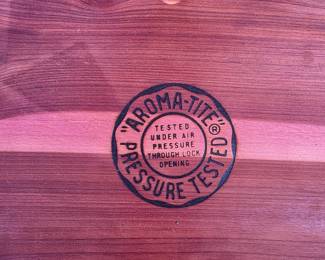 "AROMA-TITE"®
TESTED
UNDER AIR
PRESSURE
THROUGH LOCK
OPENING
PRESSURE TESTED